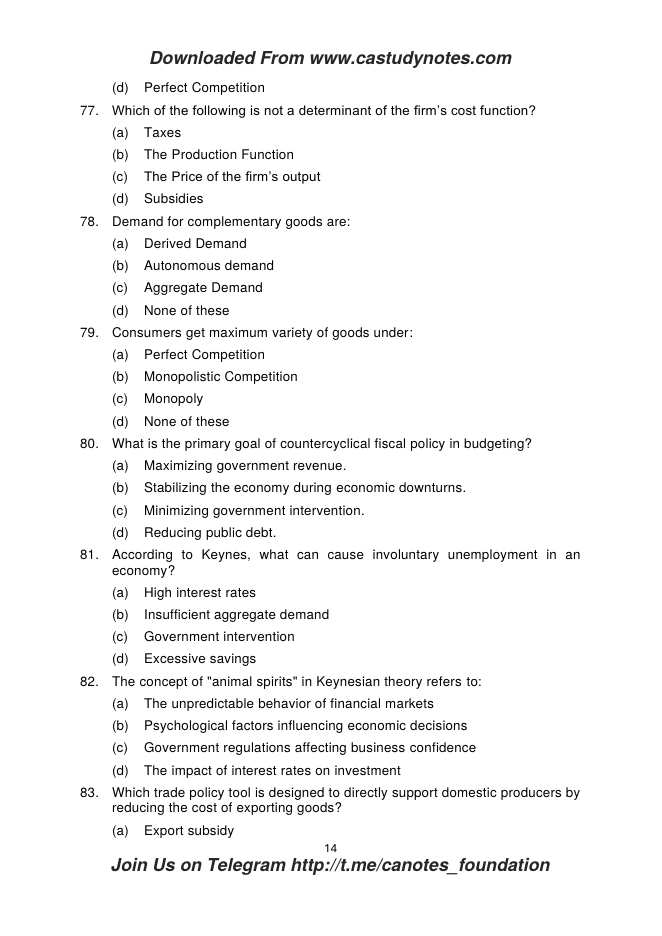 Downloaded From www.castudynotes.com
(d) Perfect Competition
77. Which of the following is not a determinant of the firm's cost function?
(a) Taxes
(b) The Production Function
(c) The Price of the firm's output
(d) Subsidies
78. Demand for complementary goods are:
(a) Derived Demand
(b) Autonomous demand
(c) Aggregate Demand
(d) None of these
79. Consumers get maximum variety of goods under:
(a) Perfect Competition
(b) Monopolistic Competition
(c) Monopoly
(d) None of these
80. What is the primary goal of countercyclical fiscal policy in budgeting?
(a) Maximizing government revenue.
(b) Stabilizing the economy during economic downturns.
(c) Minimizing government intervention.
(d) Reducing public debt.
81. According to Keynes, what can cause involuntary unemployment in an
economy?
(a) High interest rates
(b) Insufficient aggregate demand
(c) Government intervention
(d) Excessive savings
82. The concept of "animal spirits" in Keynesian theory refers to:
(a) The unpredictable behavior of financial markets
(b) Psychological factors influencing economic decisions
(c) Government regulations affecting business confidence
(d) The impact of interest rates on investment
83. Which trade policy tool is designed to directly support domestic producers by
reducing the cost of exporting goods?
(a) Export subsidy
14
Join Us on Telegram http://t.me/canotes_foundation